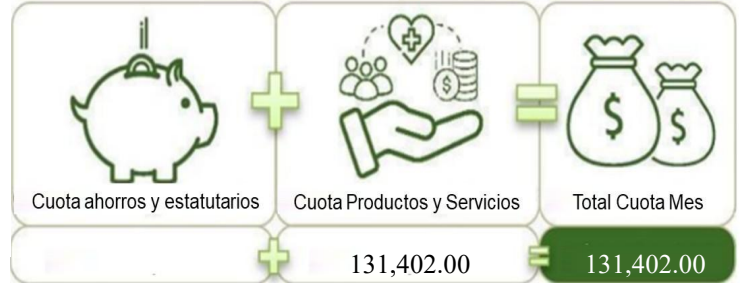 Cuota ahorros y estatutarios
Cuota Productos y Servicios
Total Cuota Mes
131,402.00
131,402.00